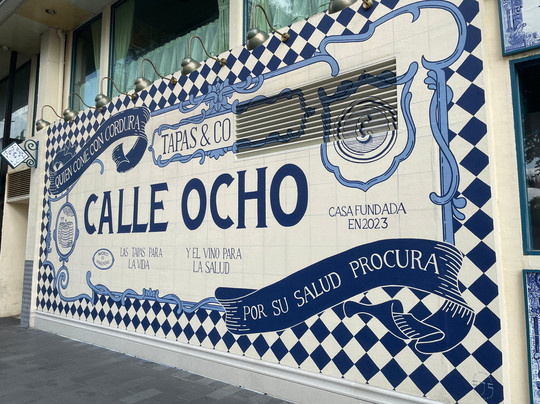 QUIEN COME CON CORDURA
TAPAS & CO
CALLE OCHO
CASA FUNDADA
EN 2023
LAS TAPAS PARA
LA VIDA
Y EL VINO PARA
LA SALUD
POR SU SALUD PROCURA